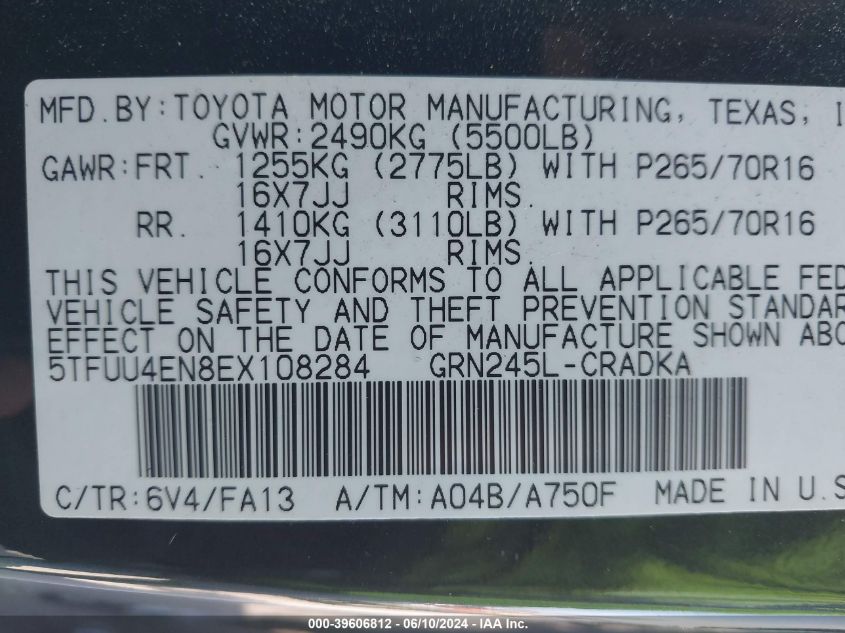 MFD.BY:TOYOTA MOTOR MANUFACTURING, TEXAS, I
GVWR:2490KG (5500LB)
GAWR:FRT. 1255KG (2775LB) WITH P265/70R16
16X7JJ RIMS.
RR. 1410KG (3110LB) WITH P265/70R16
16X7JJ RIMS.
THIS VEHICLE CONFORMS TO ALL APPLICABLE FED
VEHICLE SAFETY AND THEFT PREVENTION STANDAR
EFFECT ON THE DATE OF MANUFACTURE SHOWN ABO
5TFUU4EN8EX108284 GRN245L-CRADKA
C/TR:6V4/FA13 A/TM:A04B/A750F MADE IN U.S
000-39606812 - 06/10/2024 - IAA Inc.